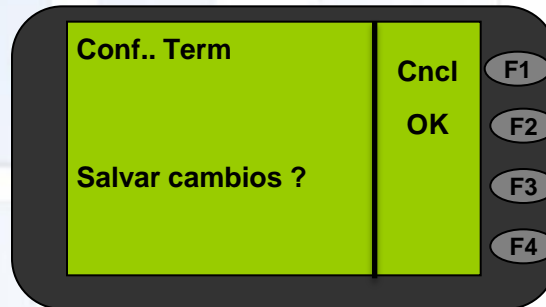 Conf.. Term
Cncl
F1
OK
F2
Salvar cambios ?
F3
F4